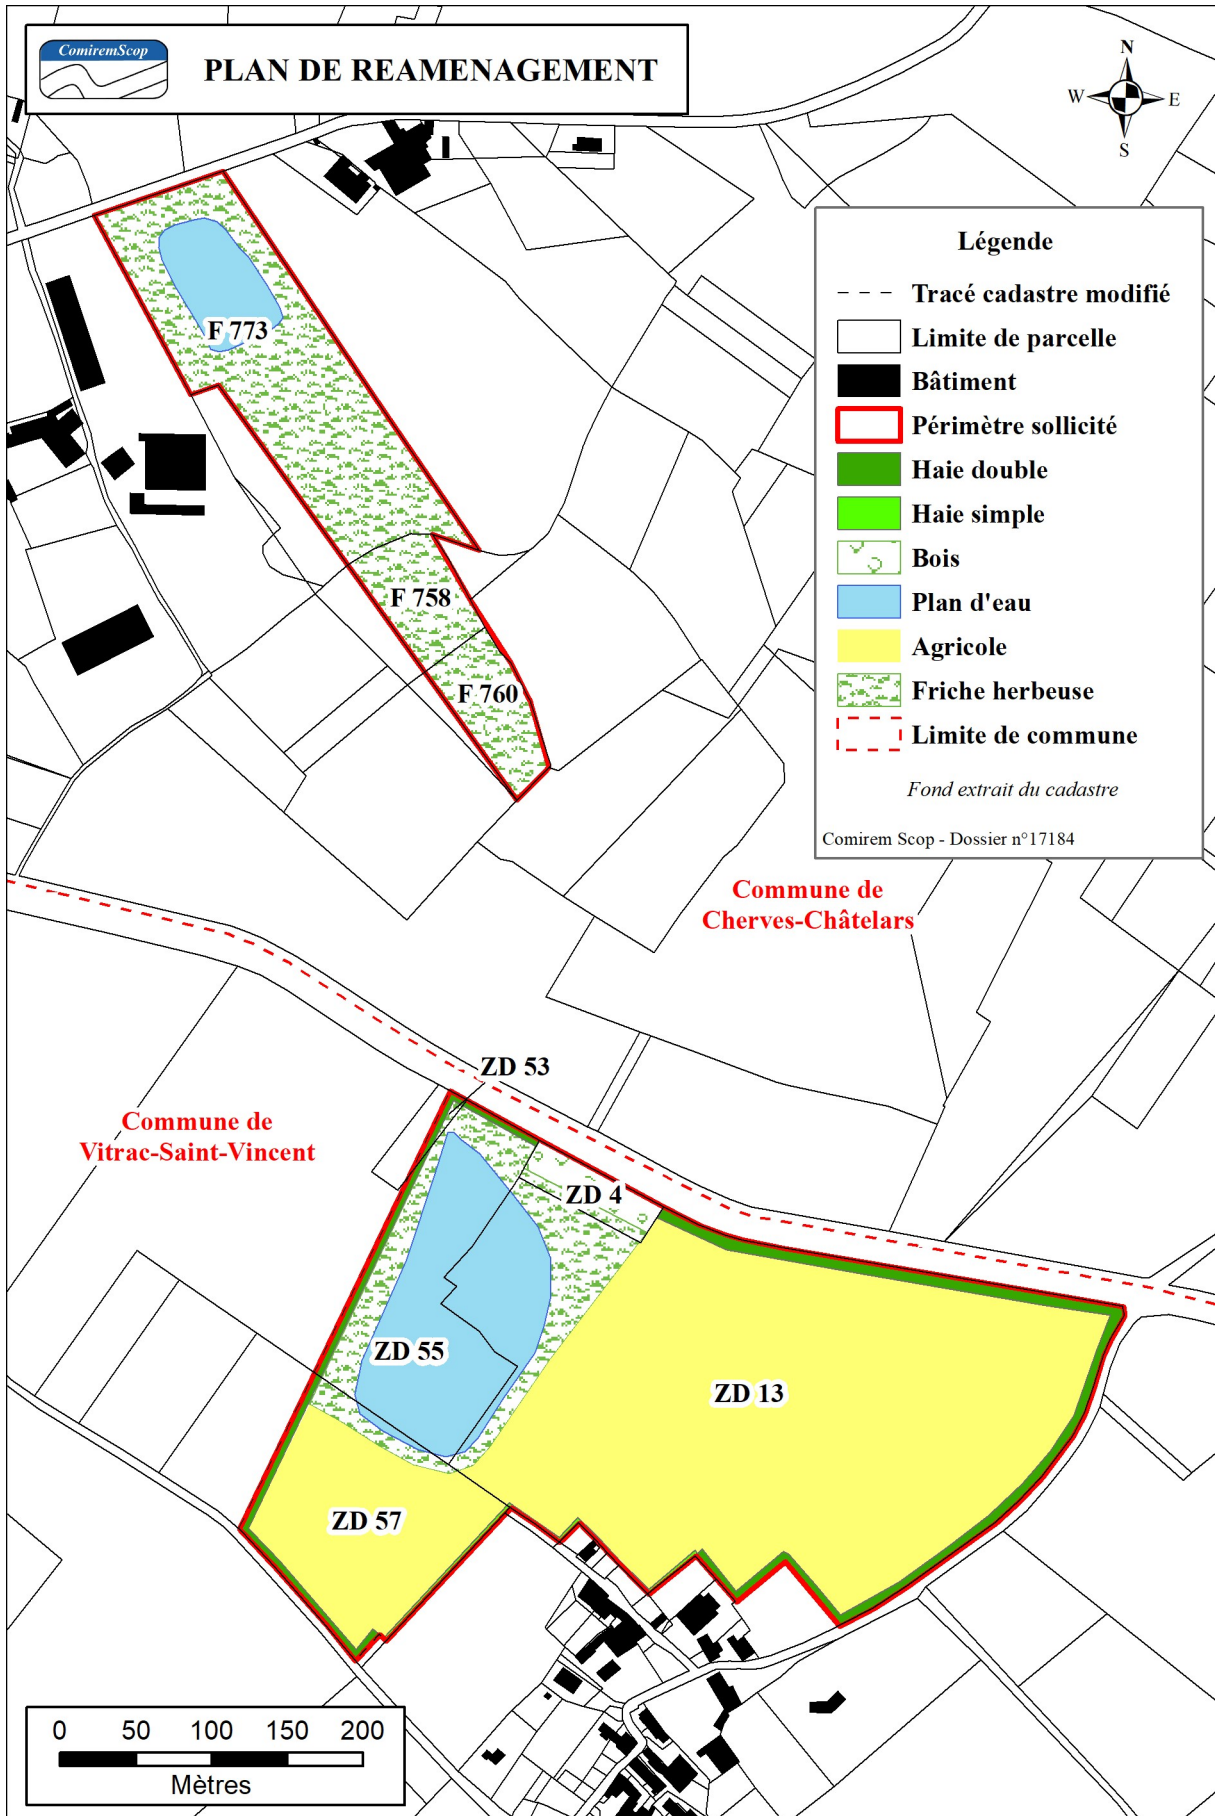 ComiremScop
PLAN DE REAMENAGEMENT
N
W
E
S
Légende
Tracé cadastre modifié
Limite de parcelle
Bâtiment
Périmètre sollicité
Haie double
Haie simple
Bois
Plan d'eau
Agricole
Friche herbeuse
Limite de commune
Fond extrait du cadastre
Comirem Scop - Dossier n°17184
F 773
F 758
F 760
Commune de
Cherves-Châtelars
ZD 53
Commune de
Vitrac-Saint-Vincent
ZD 4
ZD 55
ZD 13
ZD 57
0 50 100 150 200
Mètres